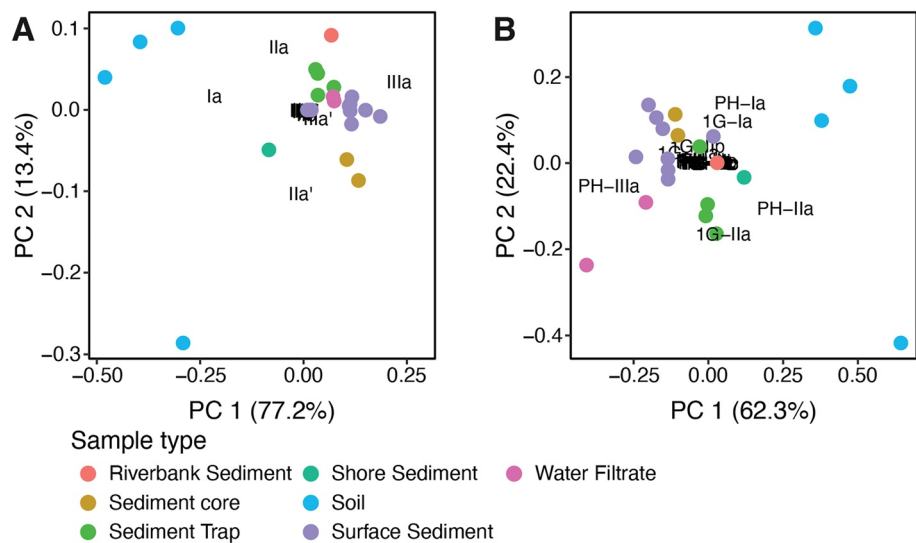 A
B
0.1
0.0
−0.1
−0.2
−0.3
PC 2 (13.4%)
IIa
IIIa
Ia
IIIa'
IIa'
−0.50
−0.25
0.00
0.25
PC 1 (77.2%)
0.2
0.0
−0.2
−0.4
PC 2 (22.4%)
PH−Ia
1G−Ia
PH−IIIa
PH−IIa
1G−IIa
−0.25
0.00
0.25
0.50
PC 1 (62.3%)
Sample type
Riverbank Sediment
Shore Sediment
Water Filtrate
Sediment core
Soil
Sediment Trap
Surface Sediment